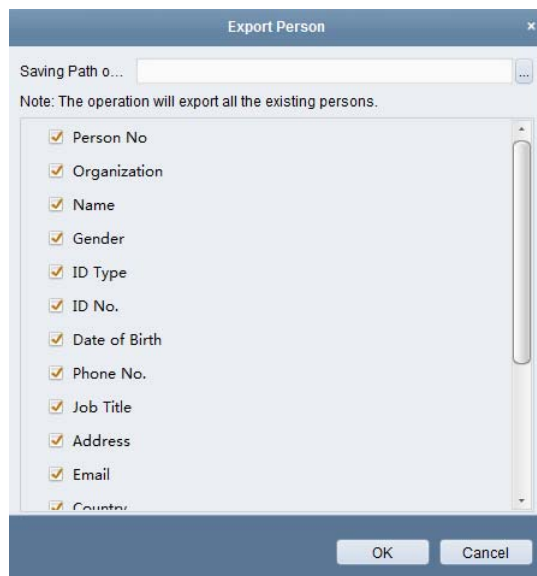 Export Person
×
Saving Path o...
...
Note: The operation will export all the existing persons.
Person No
Organization
Name
Gender
ID Type
ID No.
Date of Birth
Phone No.
Job Title
Address
Email
Country
OK Cancel